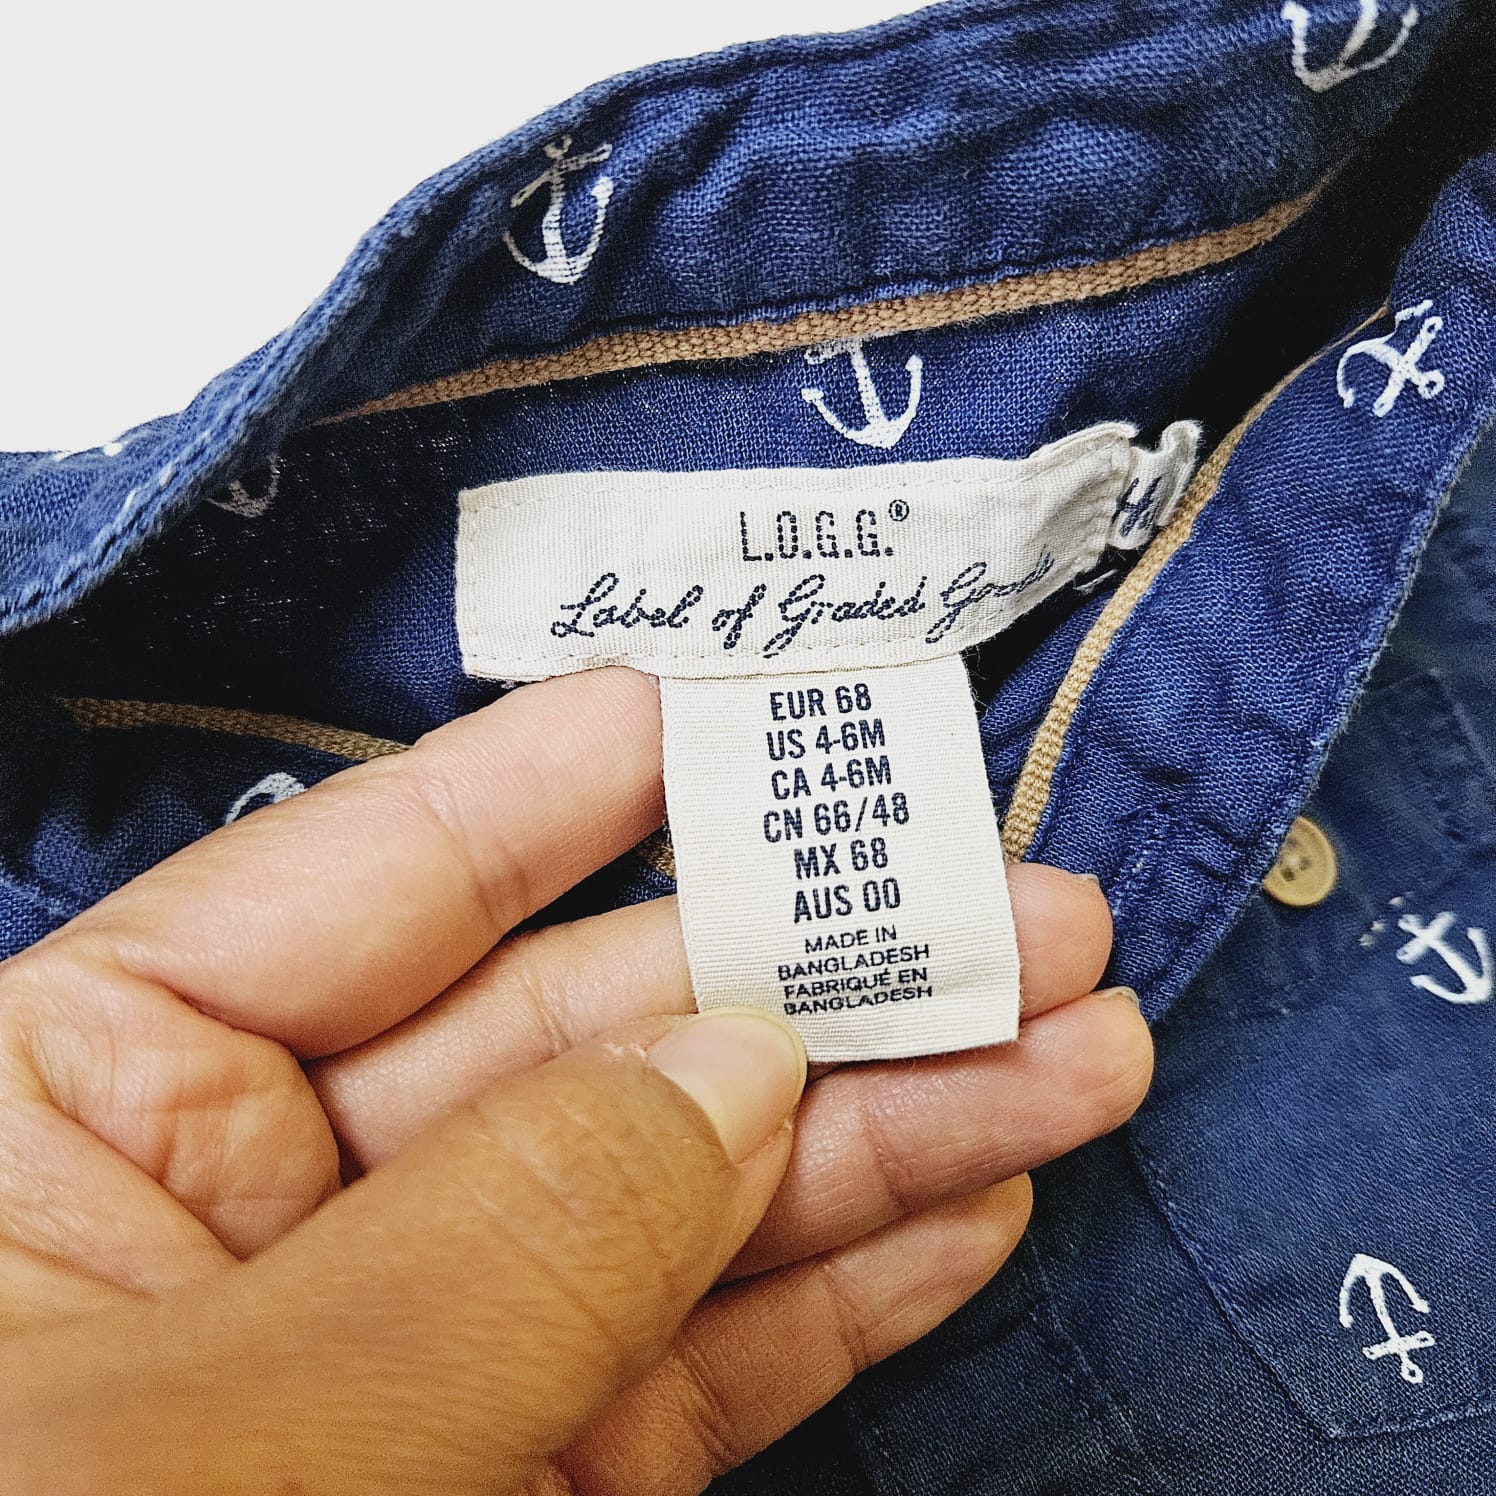 L.O.G.G.®
Label of Graded Goods
EUR 68
US 4-6M
CA 4-6M
CN 66/48
MX 68
AUS 00
MADE IN
BANGLADESH
FABRIQUÉ EN
BANGLADESH